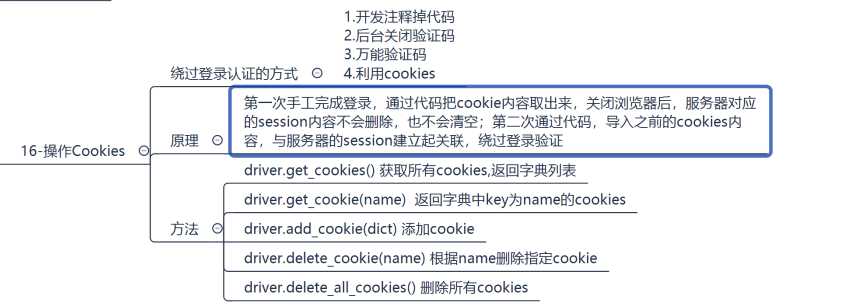 1.开发注释掉代码
2.后台关闭验证码
3.万能验证码
绕过登录认证的方式
4.利用cookies
第一次手工完成登录，通过代码把cookie内容取出来，关闭浏览器后，服务器对应
的session内容不会删除，也不会清空；第二次通过代码，导入之前的cookies内
容，与服务器的session建立起关联，绕过登录验证
原理
16-操作Cookies
driver.get_cookies() 获取所有cookies,返回字典列表
driver.get_cookie(name)  返回字典中key为name的cookies
方法
driver.add_cookie(dict) 添加cookie
driver.delete_cookie(name) 根据name删除指定cookie
driver.delete_all_cookies() 删除所有cookies